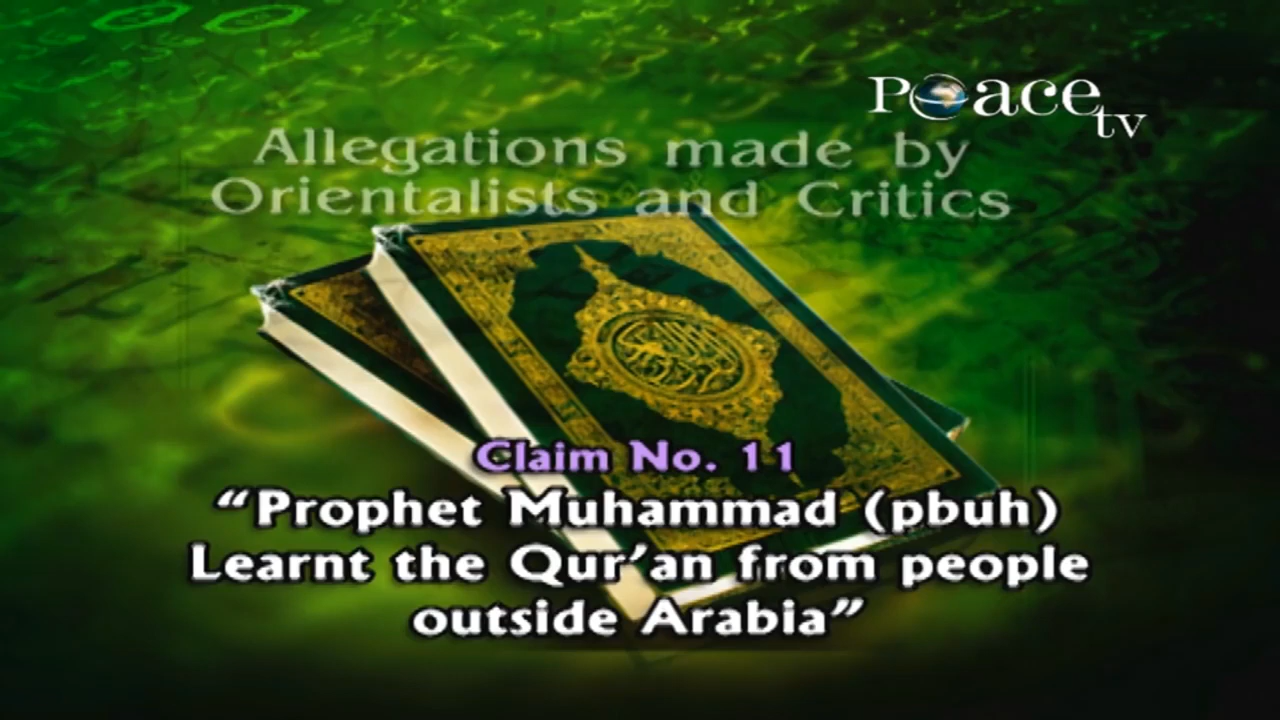 Peace tv
Allegations made by
Orientalists and Critics
Claim No. 11
“Prophet Muhammad (pbuh)
Learnt the Qur’an from people
outside Arabia”